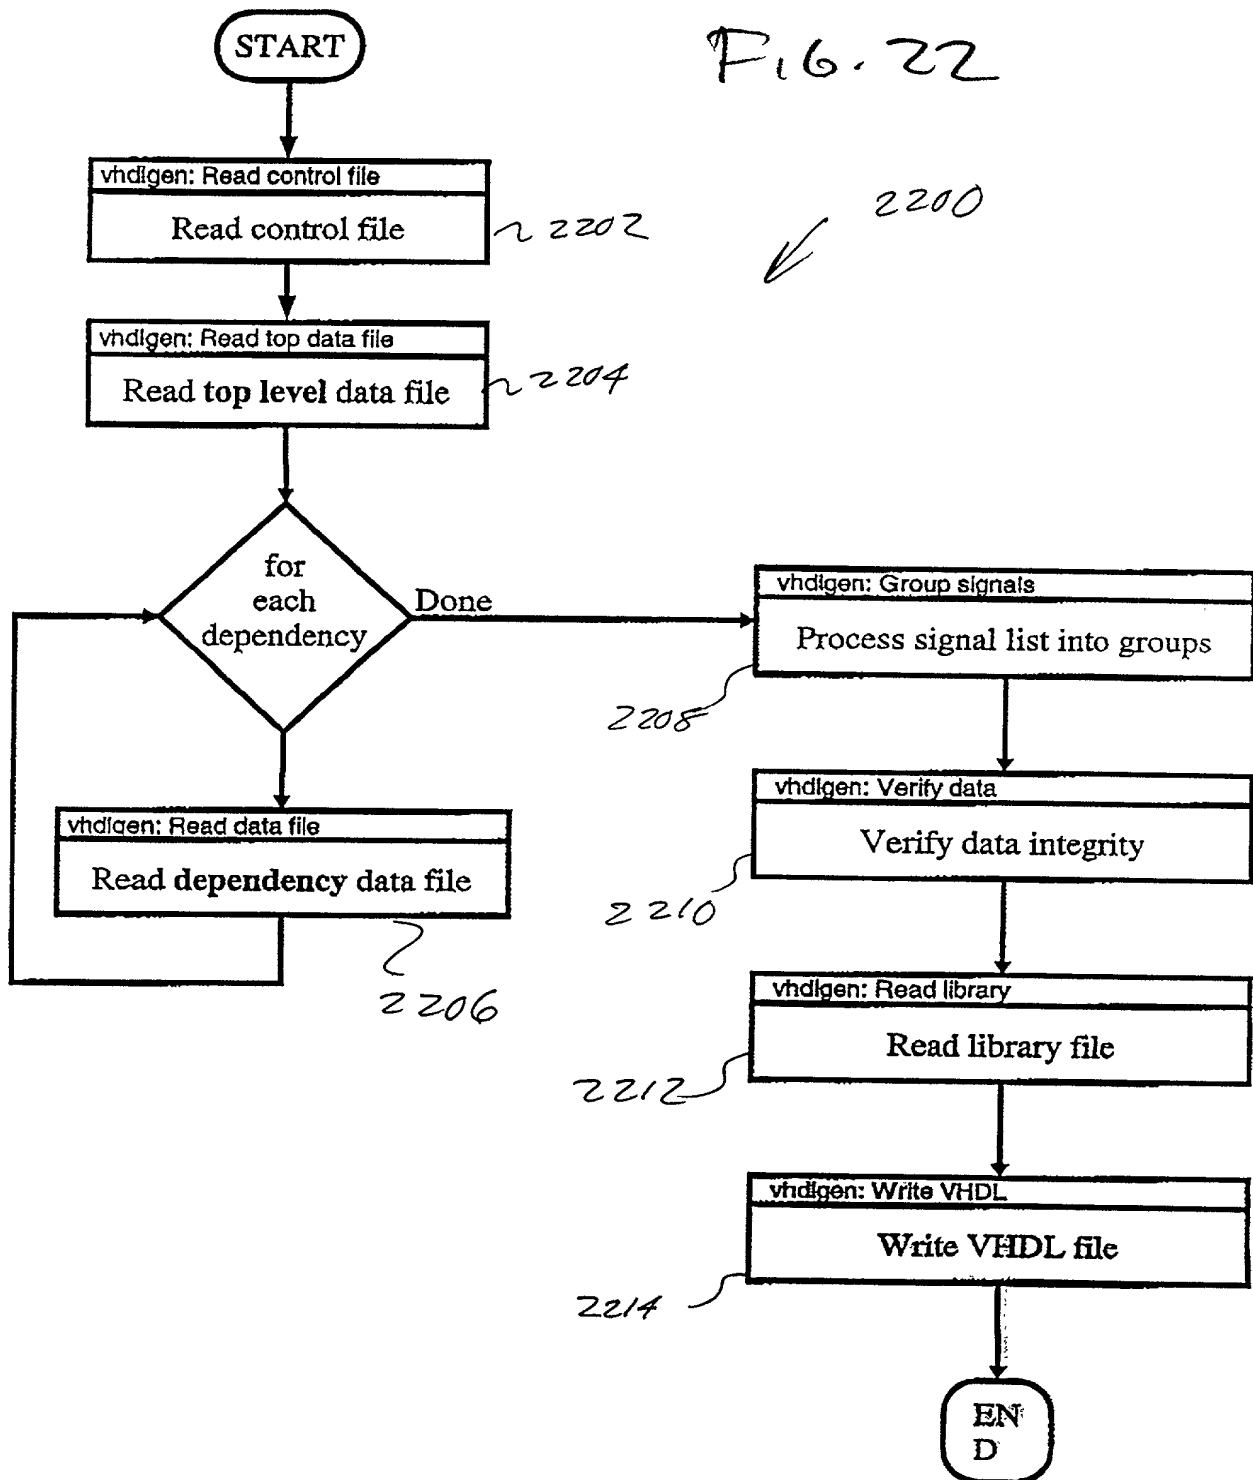 START
FIG. 22
vhdlgen: Read control file
Read control file
2202
2200
vhdlgen: Read top data file
Read top level data file
2204
for
each
dependency
Done
vhdlgen: Read data file
Read dependency data file
2206
vhdlgen: Group signals
Process signal list into groups
2208
vhdlgen: Verify data
Verify data integrity
2210
vhdlgen: Read library
Read library file
2212
vhdlgen: Write VHDL
Write VHDL file
2214
EN
D